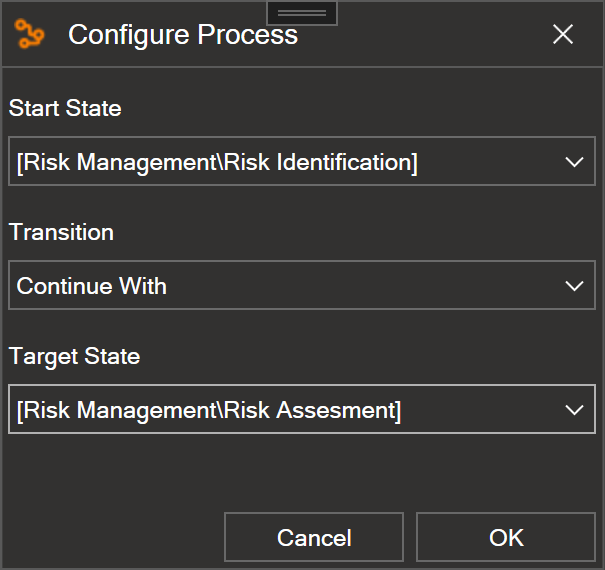 Configure Process
Start State
[Risk Management\Risk Identification]
Transition
Continue With
Target State
[Risk Management\Risk Assesment]
Cancel
OK